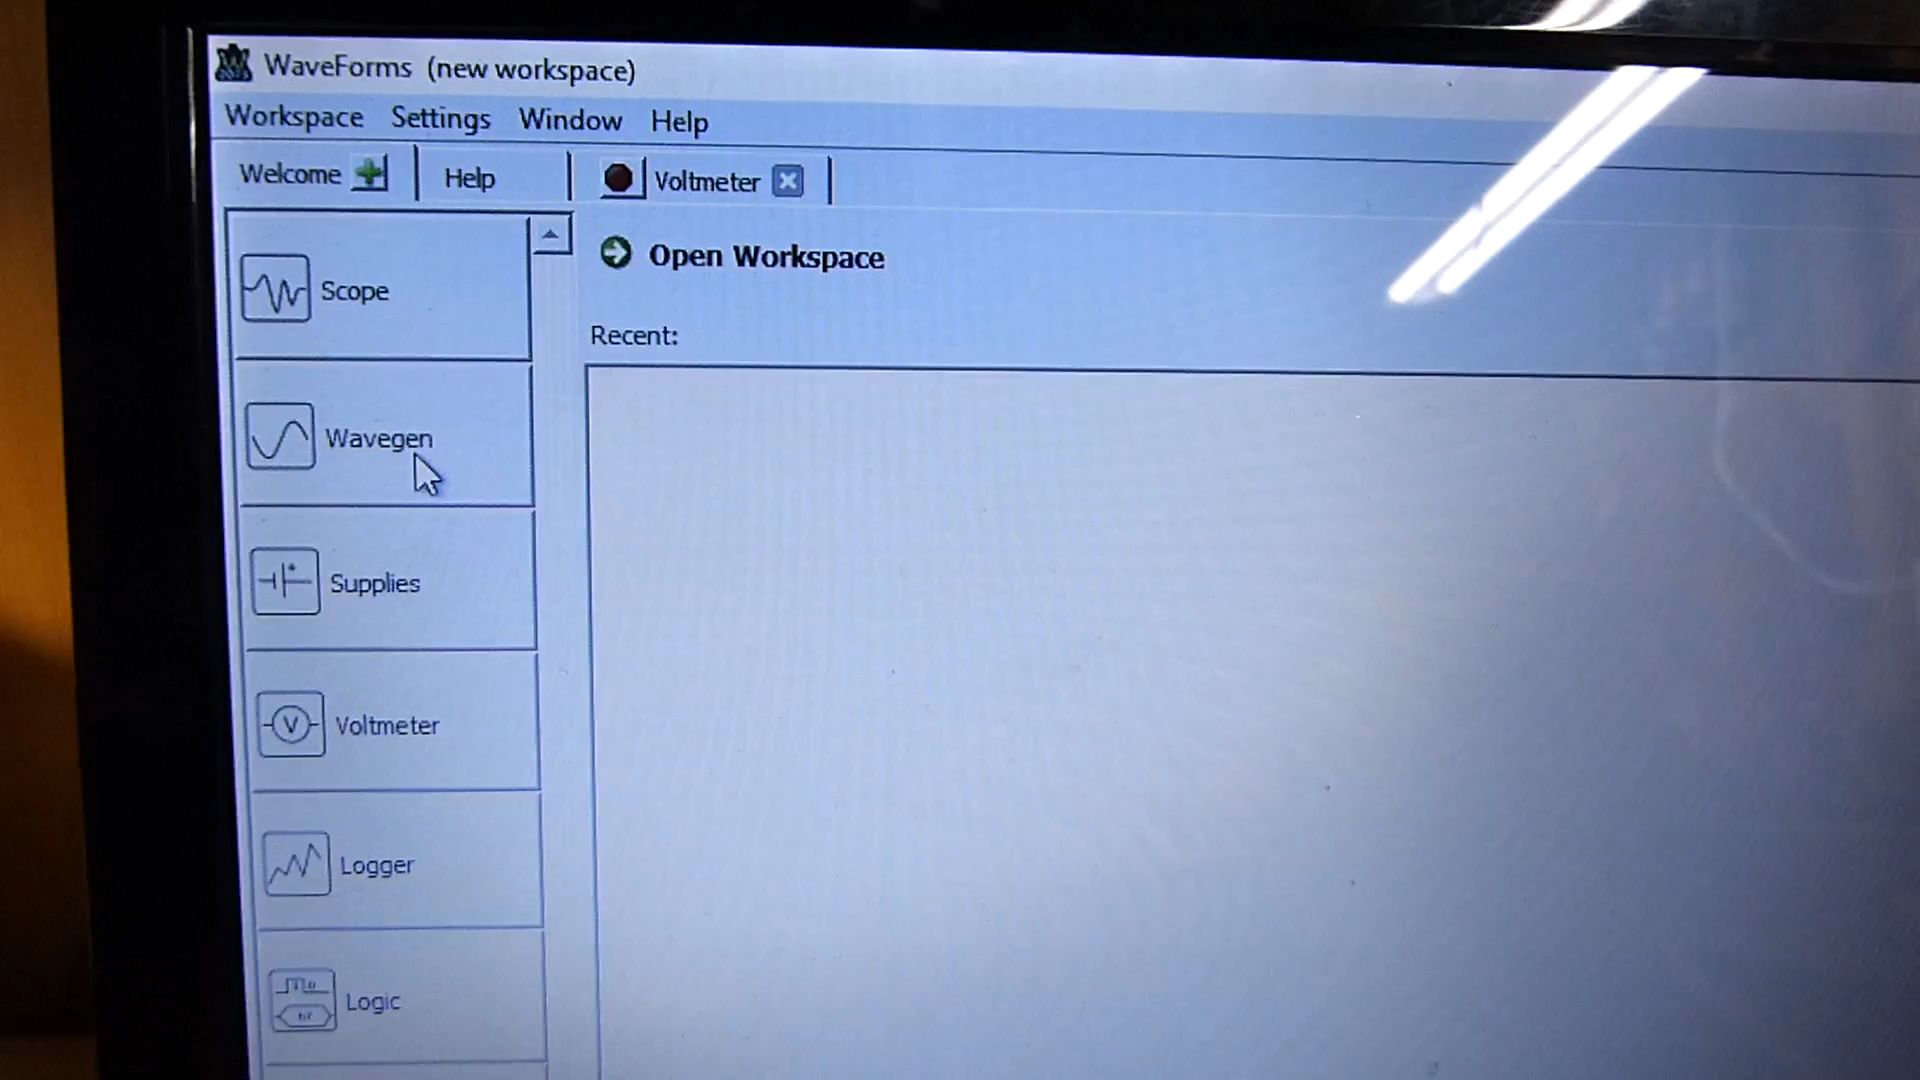 WaveForms (new workspace)
Workspace Settings Window Help
Welcome Help Voltmeter
Open Workspace
Recent:
Scope
Wavegen
Supplies
V Voltmeter
Logger
Logic